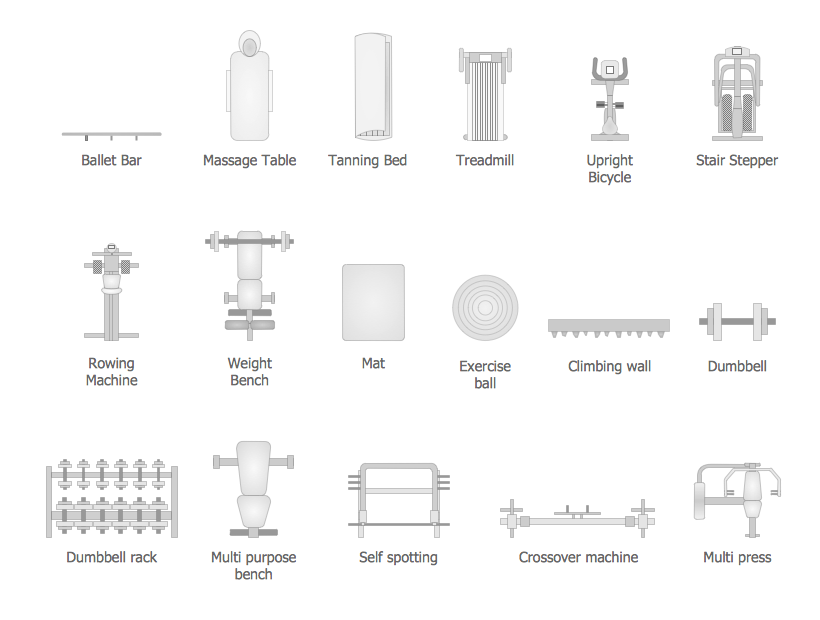 Ballet Bar
Massage Table
Tanning Bed
Treadmill
Upright
Bicycle
Stair Stepper
Rowing
Machine
Weight
Bench
Mat
Exercise
ball
Climbing wall
Dumbbell
Dumbbell rack
Multi purpose
bench
Self spotting
Crossover machine
Multi press